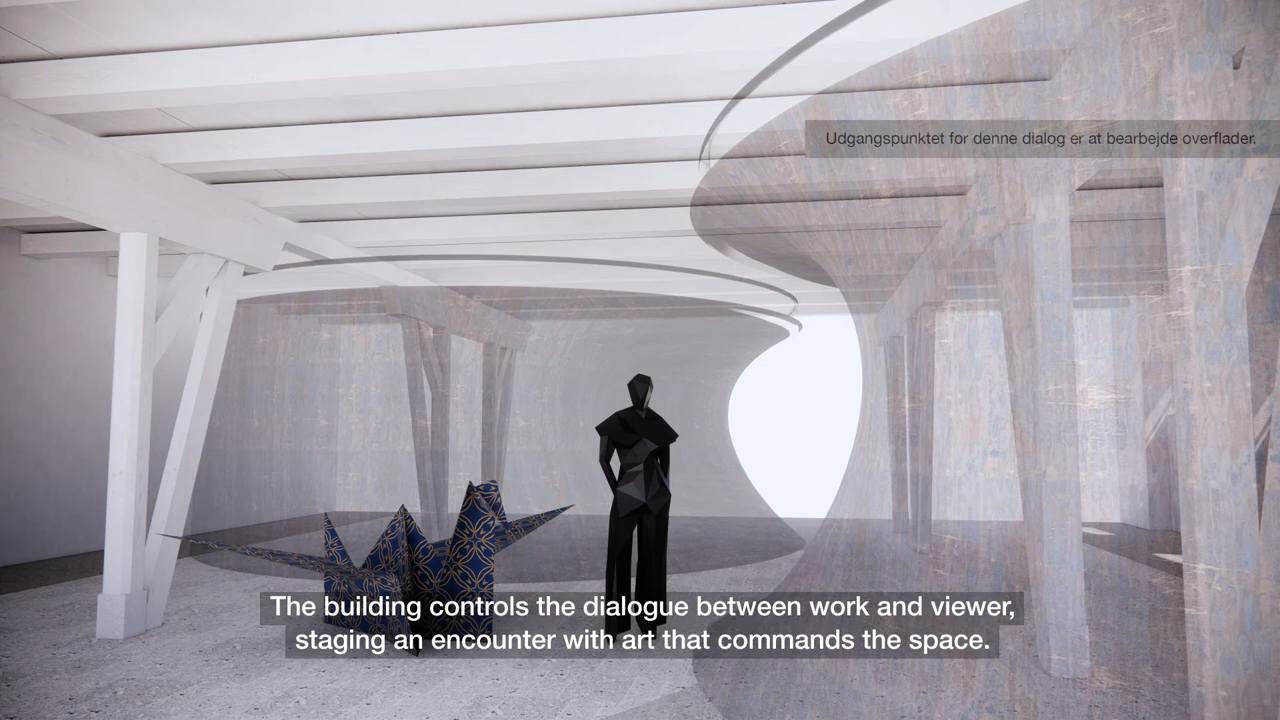 Udgangspunktet for denne dialog er at bearbejde overflader.
The building controls the dialogue between work and viewer,
staging an encounter with art that commands the space.